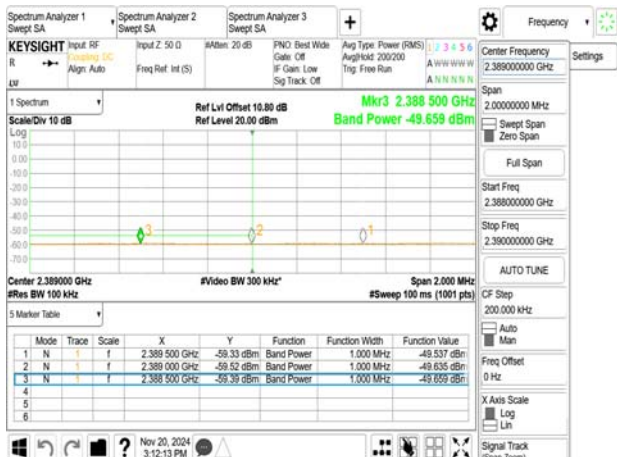 Spectrum Analyzer 1
Swept SA
Spectrum Analyzer 2
Swept SA
Spectrum Analyzer 3
Swept SA
+
Frequency
KEYSIGHT
R
Input: RF
Coupling: DC
Align: Auto
Input Z: 50 Ω
Freq Ref: Int (S)
#Atten: 20 dB
PNO: Best Wide
Gate: Off
IF Gain: Low
Sig Track: Off
Avg Type: Power (RMS)
Avg|Hold: 200/200
Trig: Free Run
1 2 3 4 5 6
A W W W W W
A N N N N N
Center Frequency
2.389000000 GHz
Settings
Span
2.00000000 MHz
Swept Span
Zero Span
Full Span
Start Freq
2.388000000 GHz
Stop Freq
2.390000000 GHz
AUTO TUNE
CF Step
200.000 kHz
Auto
Man
Freq Offset
0 Hz
X Axis Scale
Log
Lin
Signal Track
(Span Zoom)
1 Spectrum
Scale/Div 10 dB
Ref Lvl Offset 10.80 dB
Ref Level 20.00 dBm
Mkr3 2.388 500 GHz
Band Power -49.659 dBm
Log
10.0
0.00
-10.0
-20.0
-30.0
-40.0
-50.0
-60.0
-70.0
3
2
1
Center 2.389000 GHz
#Res BW 100 kHz
#Video BW 300 kHz*
Span 2.000 MHz
#Sweep 100 ms (1001 pts)
5 Marker Table
Mode Trace Scale X Y Function Function Width Function Value
1 N 1 f 2.389 500 GHz -59.33 dBm Band Power 1.000 MHz -49.537 dBm
2 N 1 f 2.389 000 GHz -59.52 dBm Band Power 1.000 MHz -49.635 dBm
3 N 1 f 2.388 500 GHz -59.39 dBm Band Power 1.000 MHz -49.659 dBm
4
5
6
?
Nov 20, 2024
3:12:13 PM